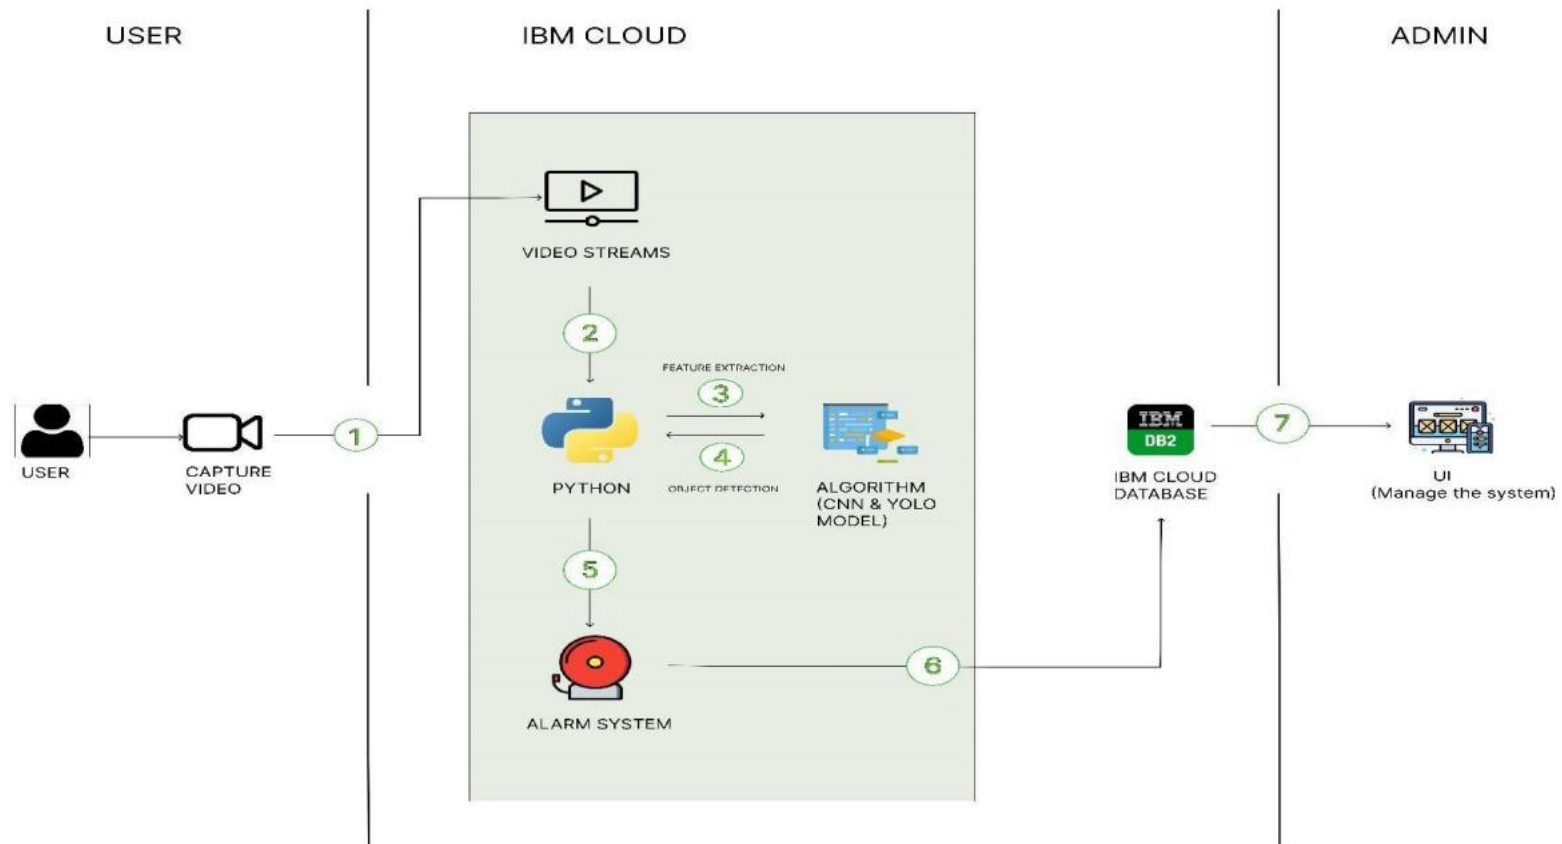 USER
IBM CLOUD
ADMIN
VIDEO STREAMS
2
FEATURE EXTRACTION
3
1
4
OBJECT DETECTION
USER
CAPTURE
VIDEO
PYTHON
ALGORITHM
(CNN & YOLO
MODEL)
IBM
DB2
IBM CLOUD
DATABASE
7
UI
(Manage the system)
5
6
ALARM SYSTEM